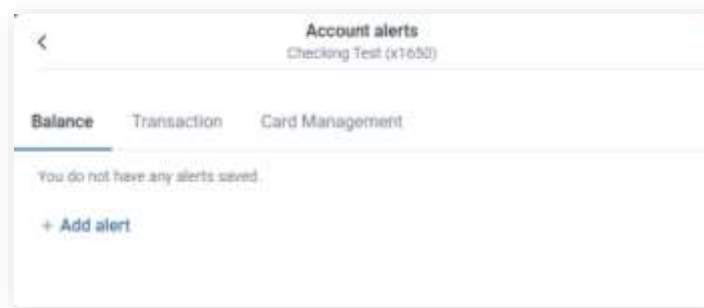 Account alerts
Checking Test (x1650)
Balance Transaction Card Management
You do not have any alerts saved.
+ Add alert